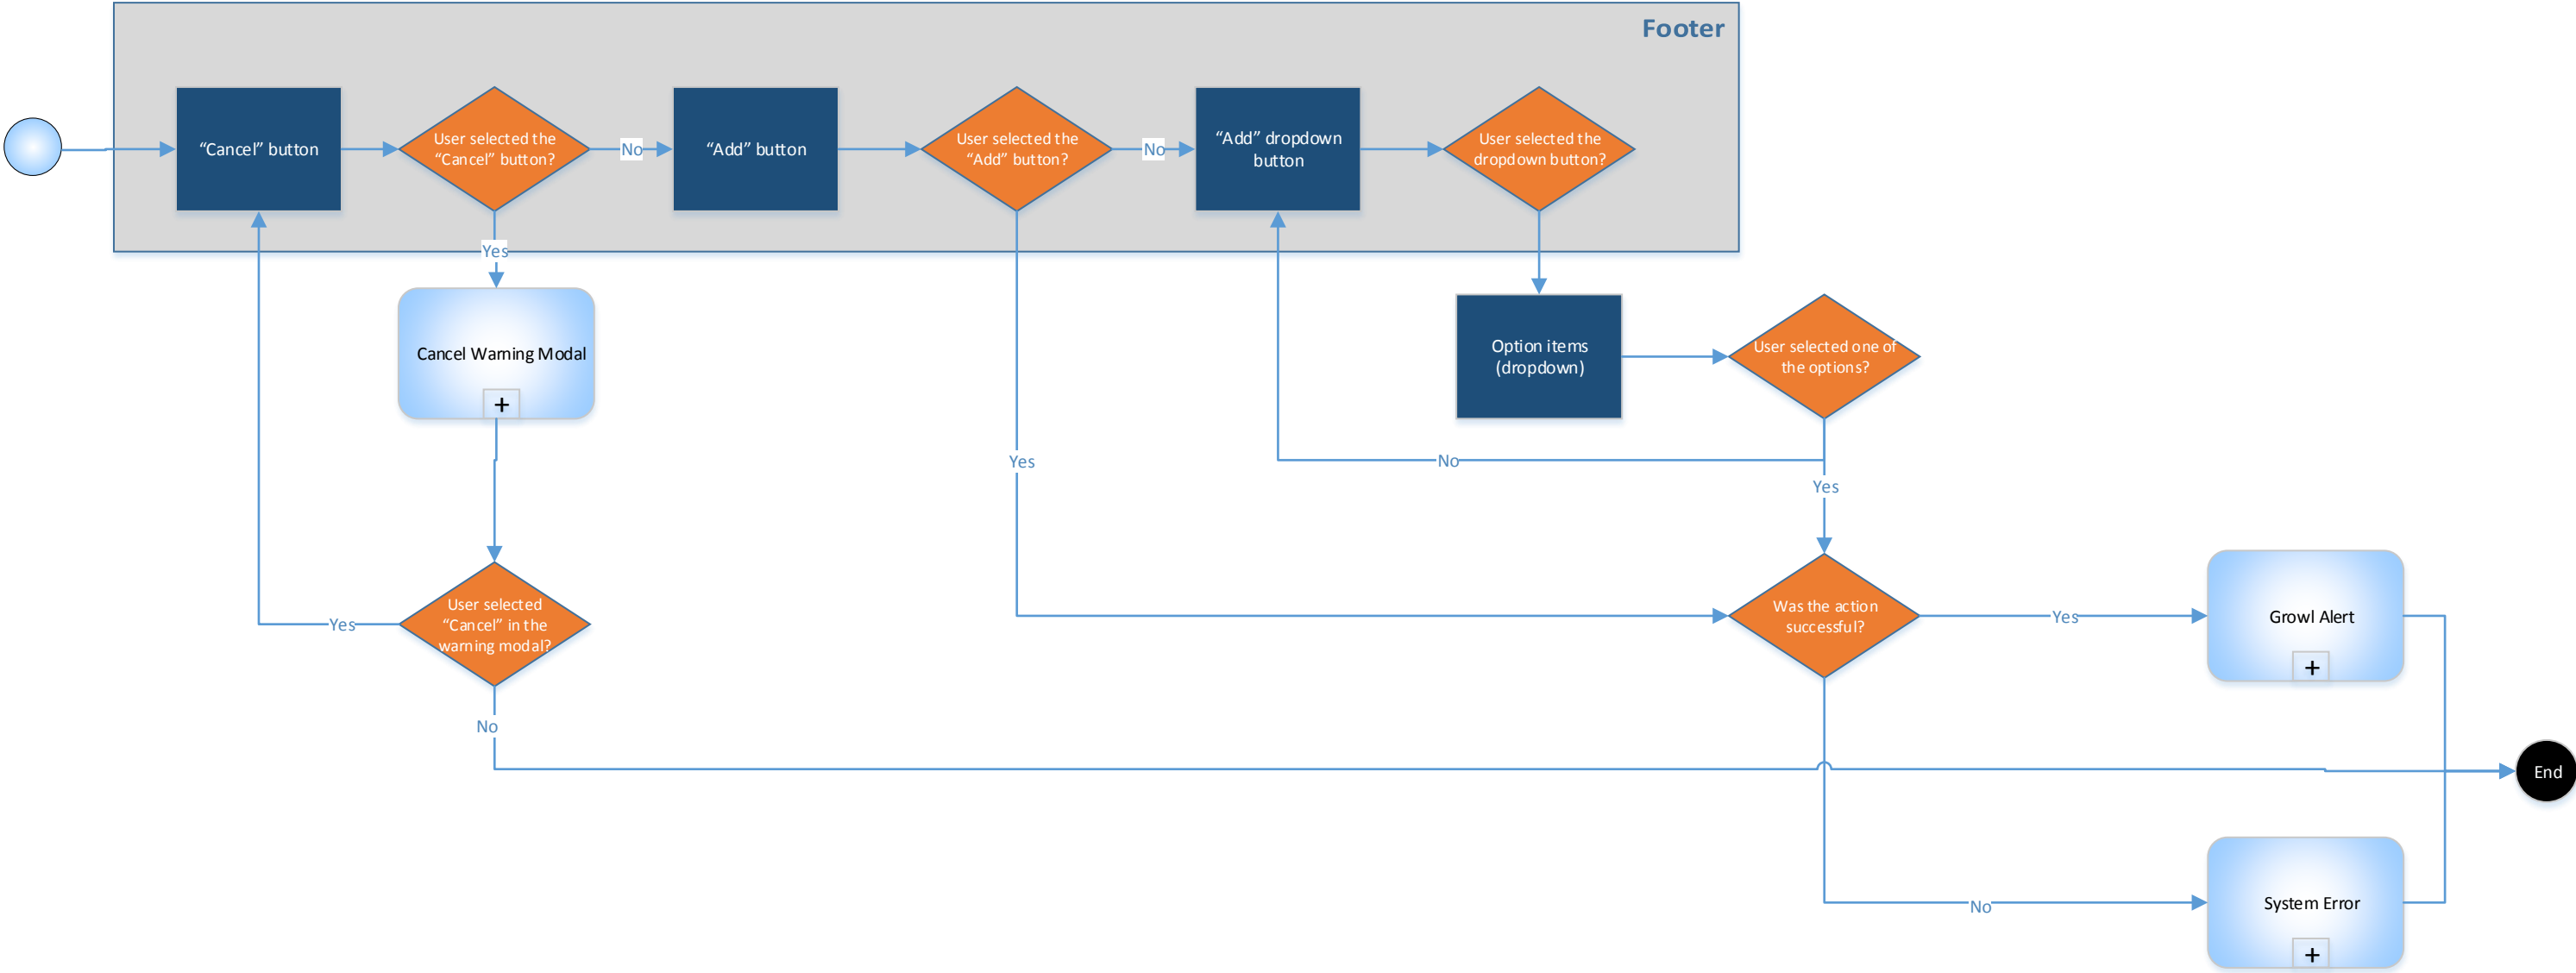 Footer
“Cancel” button
User selected the
“Cancel” button?
No
“Add” button
User selected the
“Add” button?
No
“Add” dropdown
button
User selected the
dropdown button?
Yes
Cancel Warning Modal
+
Option items
(dropdown)
User selected one of
the options?
Yes
No
Yes
User selected
“Cancel” in the
warning modal?
Yes
Was the action
successful?
Yes
Growl Alert
+
No
End
No
System Error
+